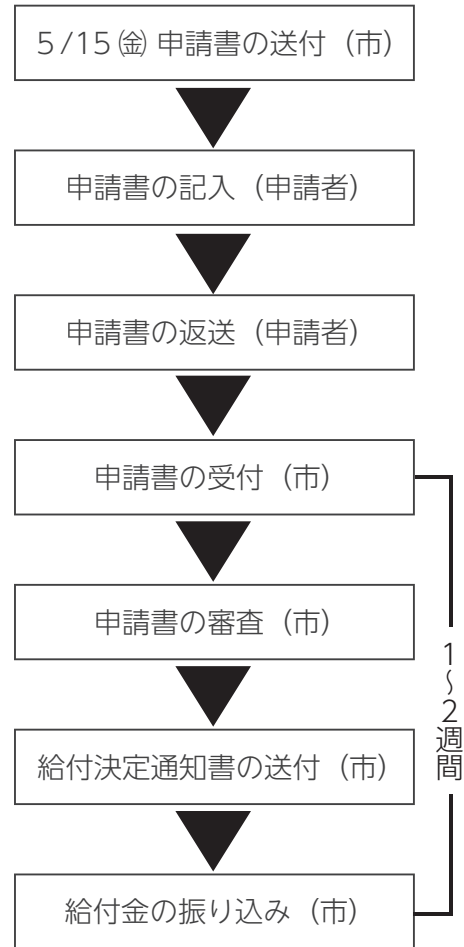 5/15㈮ 申請書の送付（市）
申請書の記入（申請者）
申請書の返送（申請者）
申請書の受付（市）
申請書の審査（市）
給付決定通知書の送付（市）
給付金の振り込み（市）
1～2週間